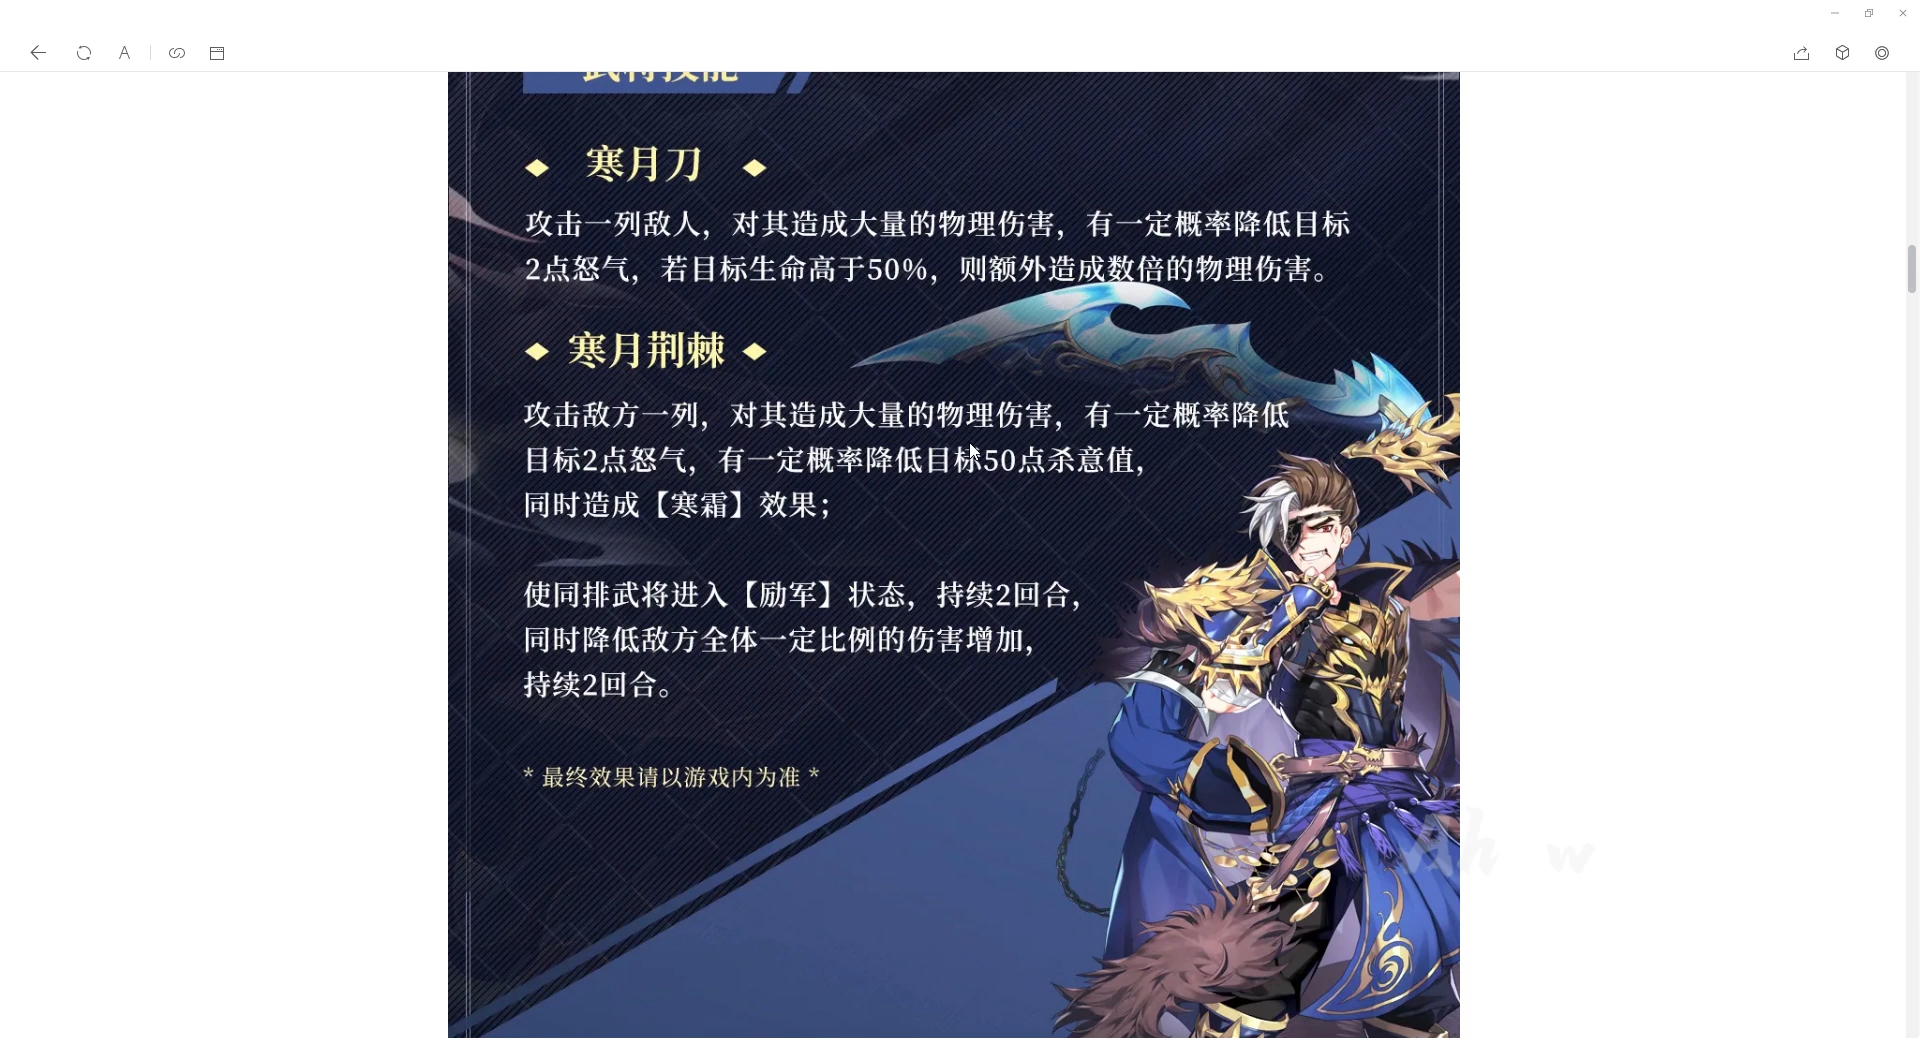 武将技能
寒月刀
攻击一列敌人，对其造成大量的物理伤害，有一定概率降低目标
2点怒气，若目标生命高于50%，则额外造成数倍的物理伤害。
寒月荆棘
攻击敌方一列，对其造成大量的物理伤害，有一定概率降低
目标2点怒气，有一定概率降低目标50点杀意值，
同时造成【寒霜】效果；
使同排武将进入【励军】状态，持续2回合，
同时降低敌方全体一定比例的伤害增加，
持续2回合。
* 最终效果请以游戏内为准 *